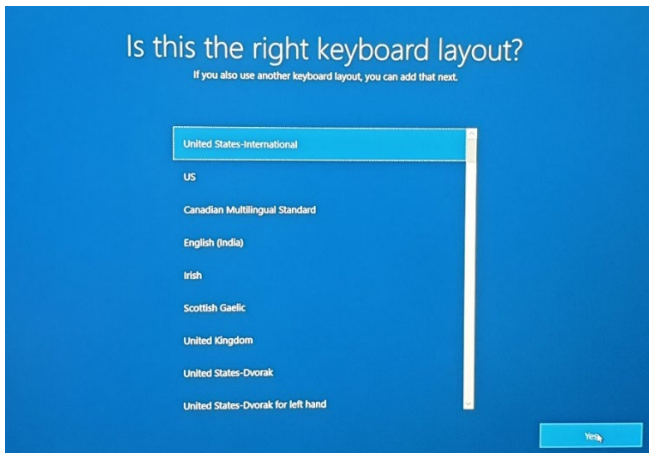 Is this the right keyboard layout?
If you also use another keyboard layout, you can add that next.
United States-International
US
Canadian Multilingual Standard
English (India)
Irish
Scottish Gaelic
United Kingdom
United States-Dvorak
United States-Dvorak for left hand
Yes